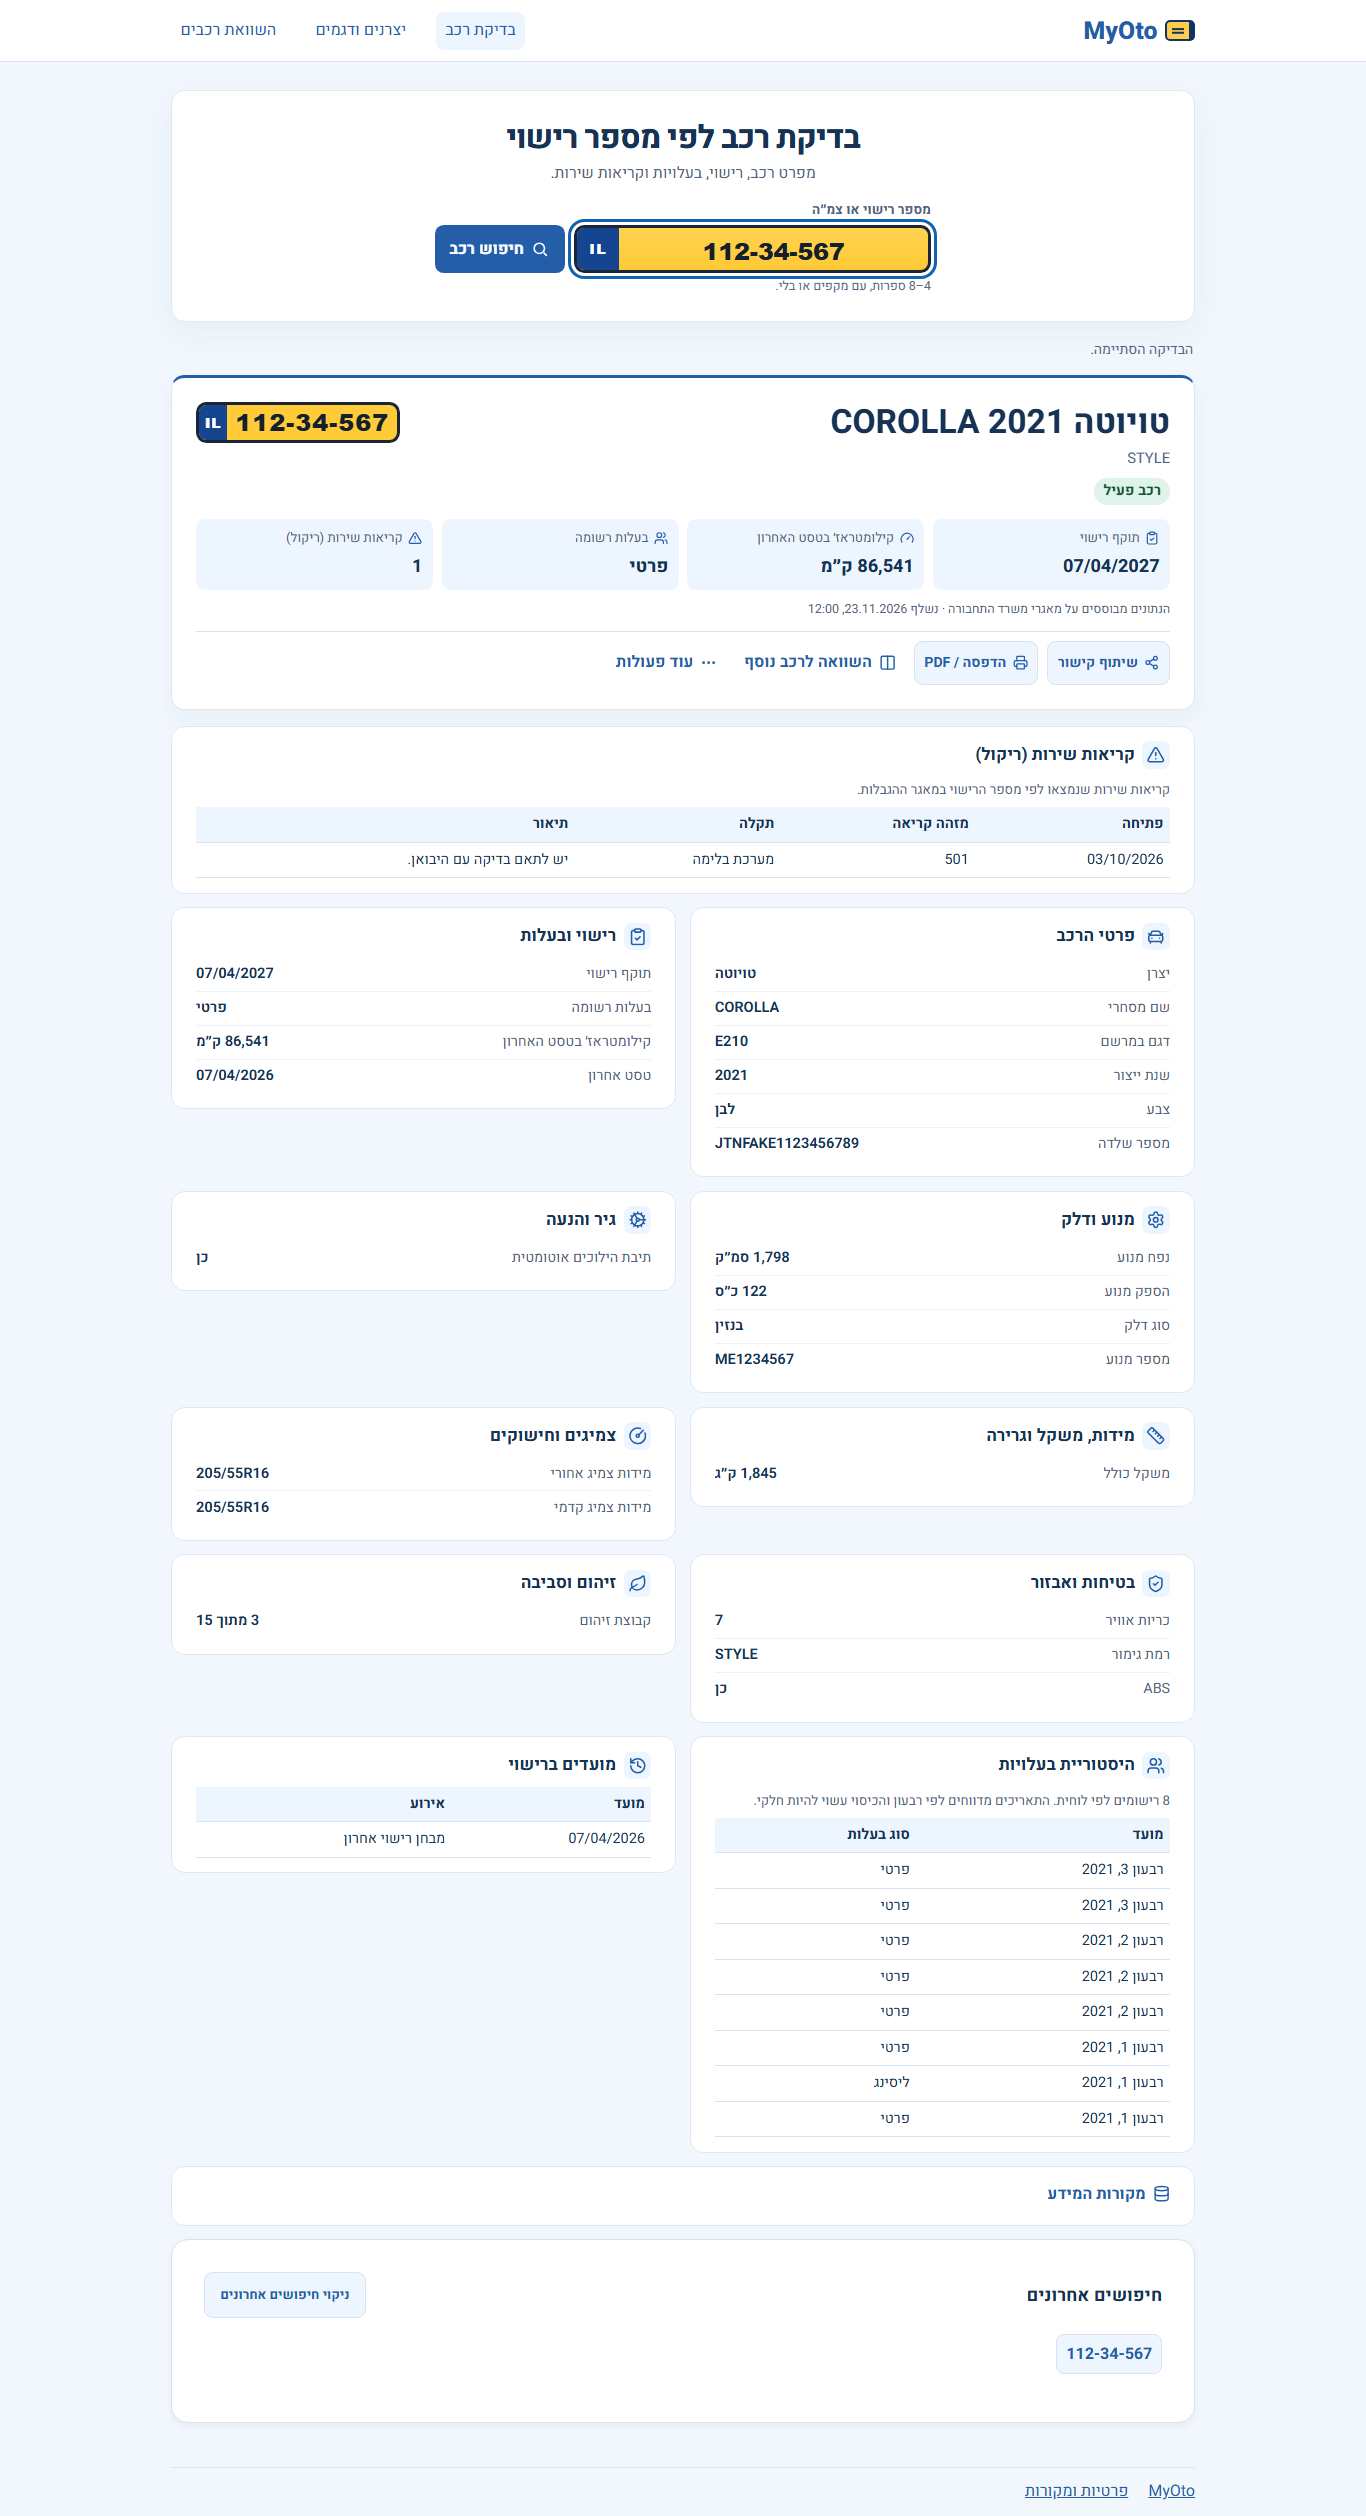 MyOto
בדיקת רכב
יצרנים ודגמים
השוואת רכבים
בדיקת רכב לפי מספר רישוי
מפרט רכב, רישוי, בעלויות וקריאות שירות.
מספר רישוי או צמ״ה
112-34-567 IL
חיפוש רכב
4–8 ספרות, עם מקפים או בלי.
הבדיקה הסתיימה.
טויוטה COROLLA 2021
IL 112-34-567
STYLE
רכב פעיל
תוקף רישוי
07/04/2027
קילומטראז׳ בטסט האחרון
86,541 ק״מ
בעלות רשומה
פרטי
קריאות שירות (ריקול)
1
הנתונים מבוססים על מאגרי משרד התחבורה · נשלף 23.11.2026, 12:00
שיתוף קישור
הדפסה / PDF
השוואה לרכב נוסף
עוד פעולות
קריאות שירות (ריקול)
קריאות שירות שנמצאו לפי מספר הרישוי במאגר ההגבלות.
פתיחה מזהה קריאה תקלה תיאור
03/10/2026 501 מערכת בלימה יש לתאם בדיקה עם היבואן.
פרטי הרכב
יצרן טויוטה
שם מסחרי COROLLA
דגם במרשם E210
שנת ייצור 2021
צבע לבן
מספר שלדה JTNFAKE1123456789
רישוי ובעלות
תוקף רישוי 07/04/2027
בעלות רשומה פרטי
קילומטראז׳ בטסט האחרון 86,541 ק״מ
טסט אחרון 07/04/2026
מנוע ודלק
נפח מנוע 1,798 סמ״ק
הספק מנוע 122 כ״ס
סוג דלק בנזין
מספר מנוע ME1234567
גיר והנעה
תיבת הילוכים אוטומטית כן
מידות, משקל וגרירה
משקל כולל 1,845 ק״ג
צמיגים וחישוקים
מידות צמיג אחורי 205/55R16
מידות צמיג קדמי 205/55R16
בטיחות ואבזור
כריות אוויר 7
רמת גימור STYLE
ABS כן
זיהום וסביבה
קבוצת זיהום 3 מתוך 15
היסטוריית בעלויות
8 רישומים לפי לוחית. התאריכים מדווחים לפי רבעון והכיסוי עשוי להיות חלקי.
מועד סוג בעלות
רבעון 3, 2021 פרטי
רבעון 3, 2021 פרטי
רבעון 2, 2021 פרטי
רבעון 2, 2021 פרטי
רבעון 2, 2021 פרטי
רבעון 1, 2021 פרטי
רבעון 1, 2021 ליסינג
רבעון 1, 2021 פרטי
מועדים ברישוי
מועד אירוע
07/04/2026 מבחן רישוי אחרון
מקורות המידע
חיפושים אחרונים
ניקוי חיפושים אחרונים
112-34-567
MyOto פרטיות ומקורות